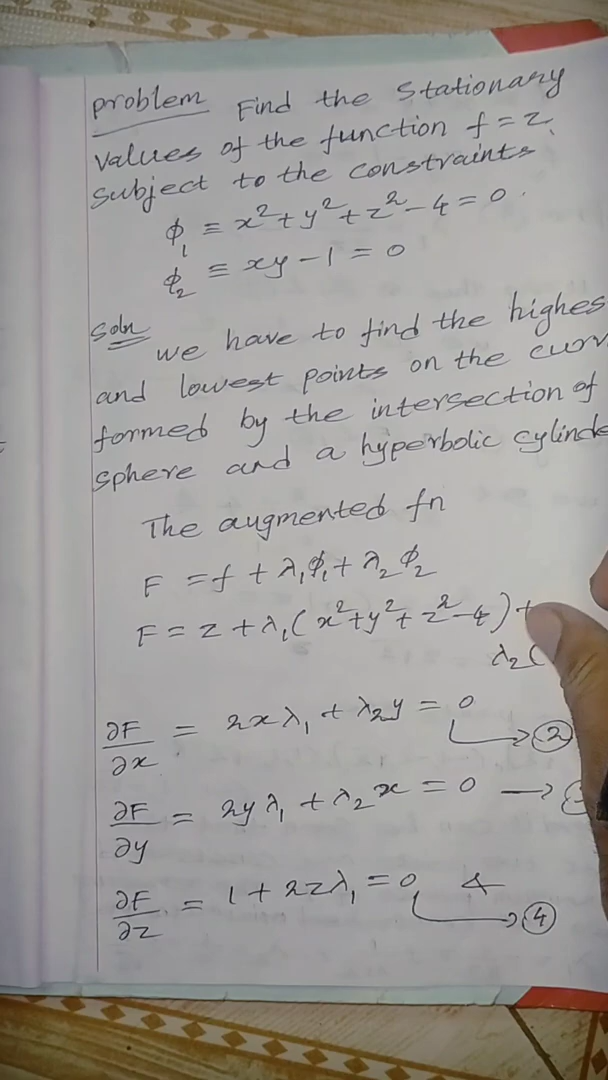 problem Find the stationary
values of the function f = z,
subject to the constraints
ϕ₁ ≡ x² + y² + z² - 4 = 0.
ϕ₂ ≡ xy - 1 = 0
Soln
we have to find the highes
and lowest points on the curv
formed by the intersection of
sphere and a hyperbolic cylinde
The augmented fn
F = f + λ₁ϕ₁ + λ₂ϕ₂
F = z + λ₁(x² + y² + z² - 4) +
λ₂(
∂F/∂x = 2xλ₁ + λ₂y = 0 → ②
∂F/∂y = 2yλ₁ + λ₂x = 0 →
∂F/∂z = 1 + 2zλ₁ = 0 & → ④